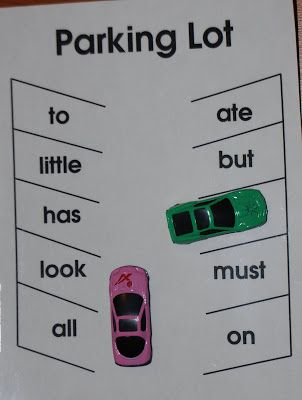 Parking Lot
to
little
has
look
all
ate
but
must
on